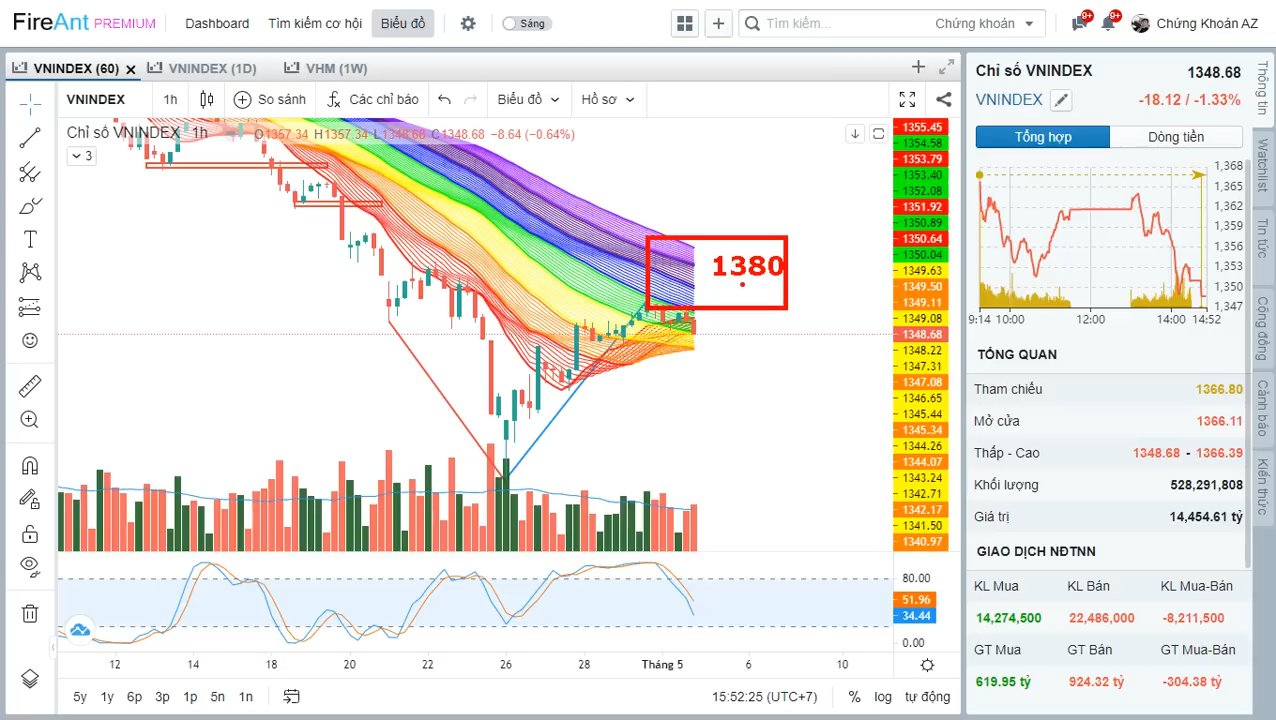 FireAnt PREMIUM Dashboard Tìm kiếm cơ hội Biểu đồ Sáng Tìm kiếm... Chứng khoán 9+ 9+ Chứng Khoán AZ
VNINDEX (60) VNINDEX (1D) VHM (1W)
VNINDEX 1h So sánh Các chỉ báo Biểu đồ Hồ sơ
Chỉ số VNINDEX 1h O1357.34 H1357.34 L1348.68 C1348.68 −8.64 (−0.64%)
3
1380
1355.45
1354.58
1353.79
1353.40
1352.08
1351.92
1350.89
1350.64
1350.04
1349.63
1349.50
1349.11
1349.08
1348.68
1348.22
1347.31
1347.08
1346.65
1345.44
1345.34
1344.26
1344.07
1343.24
1342.71
1342.17
1341.50
1340.97
80.00
51.96
34.44
0.00
12 14 18 20 22 26 28 Tháng 5 6 10
5y 1y 6p 3p 1p 5n 1n 15:52:25 (UTC+7) % log tự động
Chỉ số VNINDEX 1348.68
VNINDEX -18.12 / -1.33%
Tổng hợp Dòng tiền
1,368
1,365
1,362
1,359
1,356
1,353
1,350
1,347
9:14 10:00 12:00 14:00 14:52
TỔNG QUAN
Tham chiếu 1366.80
Mở cửa 1366.11
Thấp - Cao 1348.68 - 1366.39
Khối lượng 528,291,808
Giá trị 14,454.61 tỷ
GIAO DỊCH NĐTNN
KL Mua KL Bán KL Mua-Bán
14,274,500 22,486,000 -8,211,500
GT Mua GT Bán GT Mua-Bán
619.95 tỷ 924.32 tỷ -304.38 tỷ
Thông tin
Watchlist
Tin tức
Cộng đồng
Cảnh báo
Kiến thức